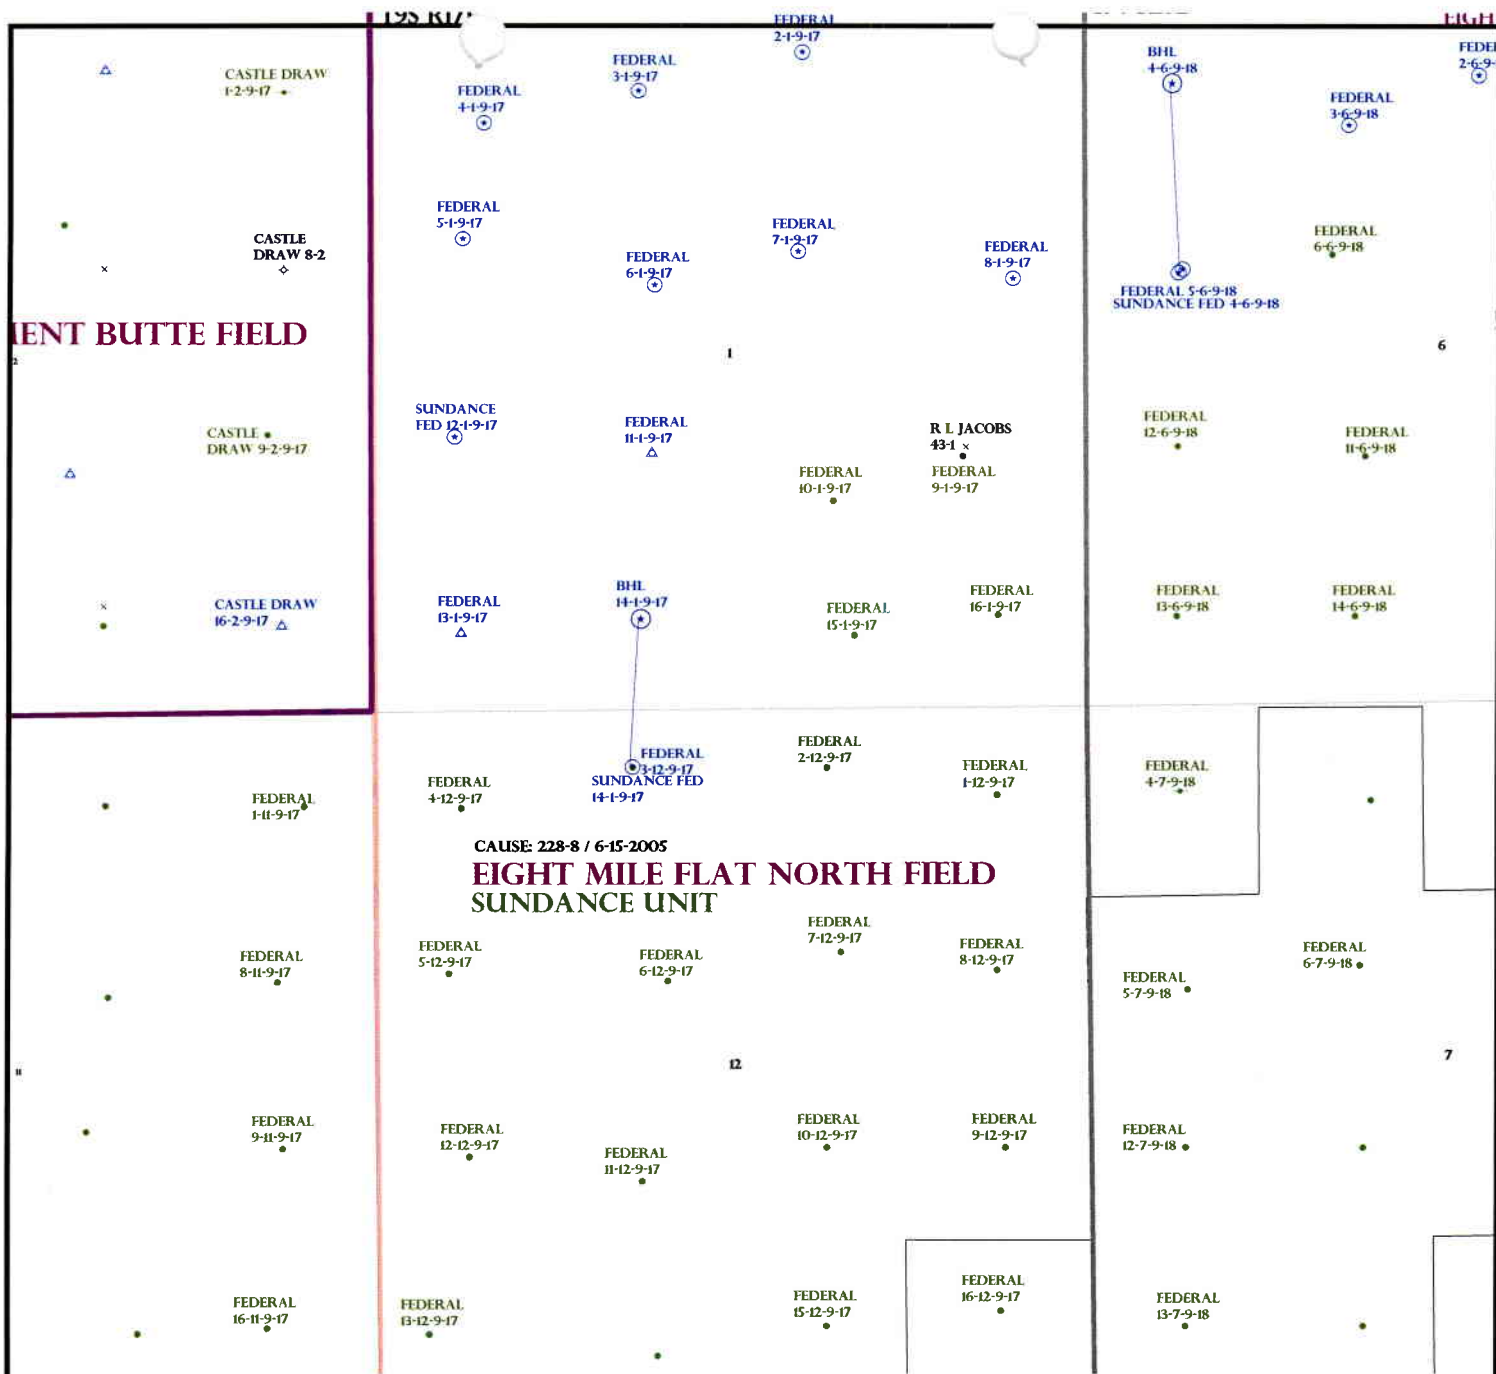 FEDERAL
2-1-9-17
CASTLE DRAW
1-2-9-17
FEDERAL
4-1-9-17
FEDERAL
3-1-9-17
BHL
4-6-9-18
FEDERAL
3-6-9-18
2-6-9-
CASTLE
DRAW 8-2
FEDERAL
5-1-9-17
FEDERAL
6-1-9-17
FEDERAL
7-1-9-17
FEDERAL
8-1-9-17
FEDERAL
6-6-9-18
FEDERAL 5-6-9-18
SUNDANCE FED 4-6-9-18
IENT BUTTE FIELD
2
1
6
CASTLE
DRAW 9-2-9-17
SUNDANCE
FED 12-1-9-17
FEDERAL
11-1-9-17
R L JACOBS
43-1
FEDERAL
10-1-9-17
FEDERAL
9-1-9-17
FEDERAL
12-6-9-18
FEDERAL
11-6-9-18
CASTLE DRAW
16-2-9-17
FEDERAL
13-1-9-17
BHL
14-1-9-17
FEDERAL
15-1-9-17
FEDERAL
16-1-9-17
FEDERAL
13-6-9-18
FEDERAL
14-6-9-18
FEDERAL
1-11-9-17
FEDERAL
4-12-9-17
FEDERAL
3-12-9-17
SUNDANCE FED
14-1-9-17
FEDERAL
2-12-9-17
FEDERAL
1-12-9-17
FEDERAL
4-7-9-18
CAUSE: 228-8 / 6-15-2005
EIGHT MILE FLAT NORTH FIELD
SUNDANCE UNIT
FEDERAL
8-11-9-17
FEDERAL
5-12-9-17
FEDERAL
6-12-9-17
FEDERAL
7-12-9-17
FEDERAL
8-12-9-17
FEDERAL
5-7-9-18
FEDERAL
6-7-9-18
11
12
7
FEDERAL
9-11-9-17
FEDERAL
12-12-9-17
FEDERAL
11-12-9-17
FEDERAL
10-12-9-17
FEDERAL
9-12-9-17
FEDERAL
12-7-9-18
FEDERAL
16-11-9-17
FEDERAL
13-12-9-17
FEDERAL
15-12-9-17
FEDERAL
16-12-9-17
FEDERAL
13-7-9-18